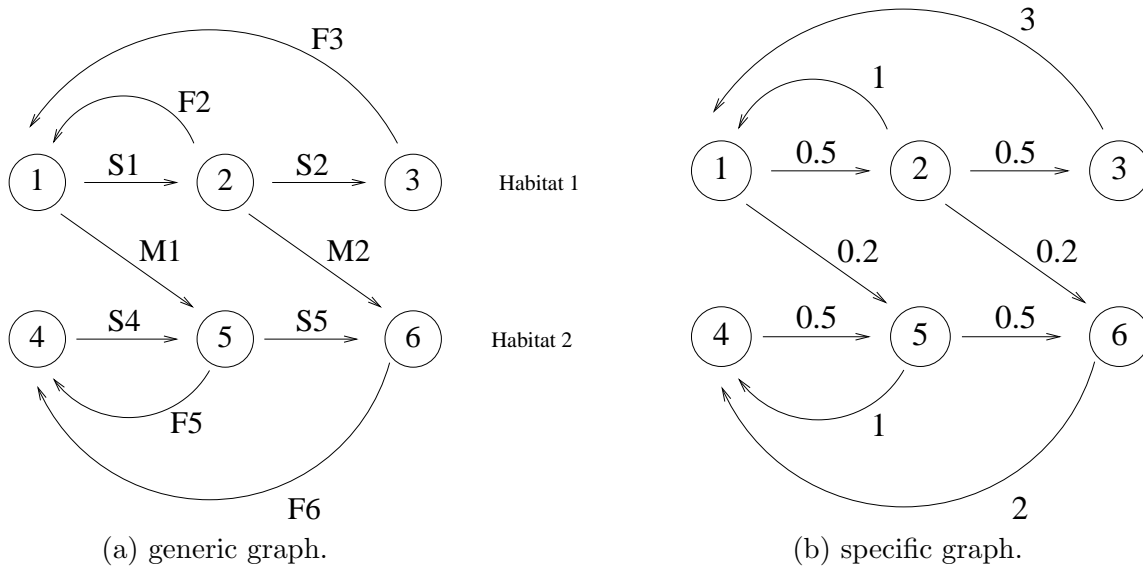 F3
F2
1 S1 2 S2 3 Habitat 1
M1 M2
4 S4 5 S5 6 Habitat 2
F5
F6
(a) generic graph.
3
1
1 0.5 2 0.5 3
0.2 0.2
4 0.5 5 0.5 6
1
2
(b) specific graph.